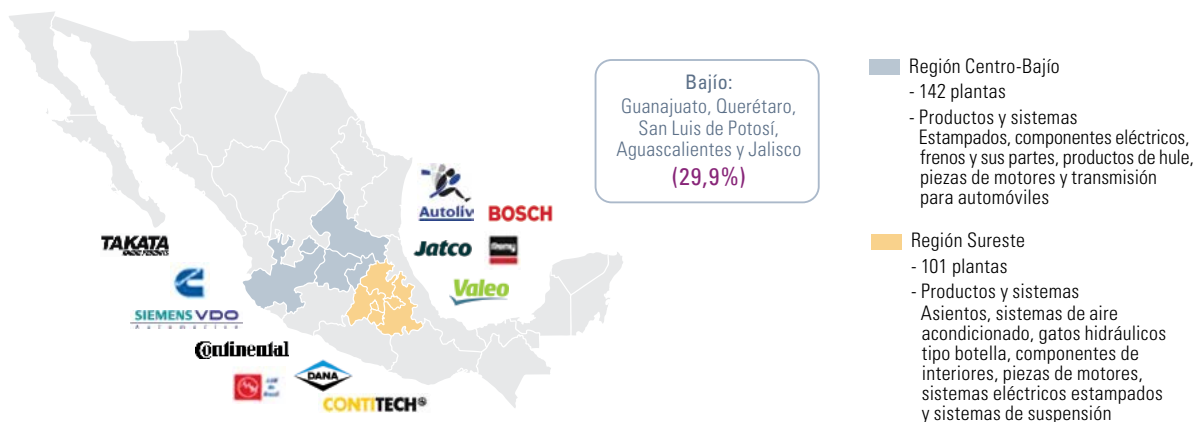 Bajío:
Guanajuato, Querétaro,
San Luis de Potosí,
Aguascalientes y Jalisco
(29,9%)
Región Centro-Bajío
- 142 plantas
- Productos y sistemas
Estampados, componentes eléctricos,
frenos y sus partes, productos de hule,
piezas de motores y transmisión
para automóviles
Región Sureste
- 101 plantas
- Productos y sistemas
Asientos, sistemas de aire
acondicionado, gatos hidráulicos
tipo botella, componentes de
interiores, piezas de motores,
sistemas eléctricos estampados
y sistemas de suspensión
Autoliv
BOSCH
Jatco
Valeo
TAKATA
SIEMENS VDO
Automotive
Continental
DANA
CONTITECH